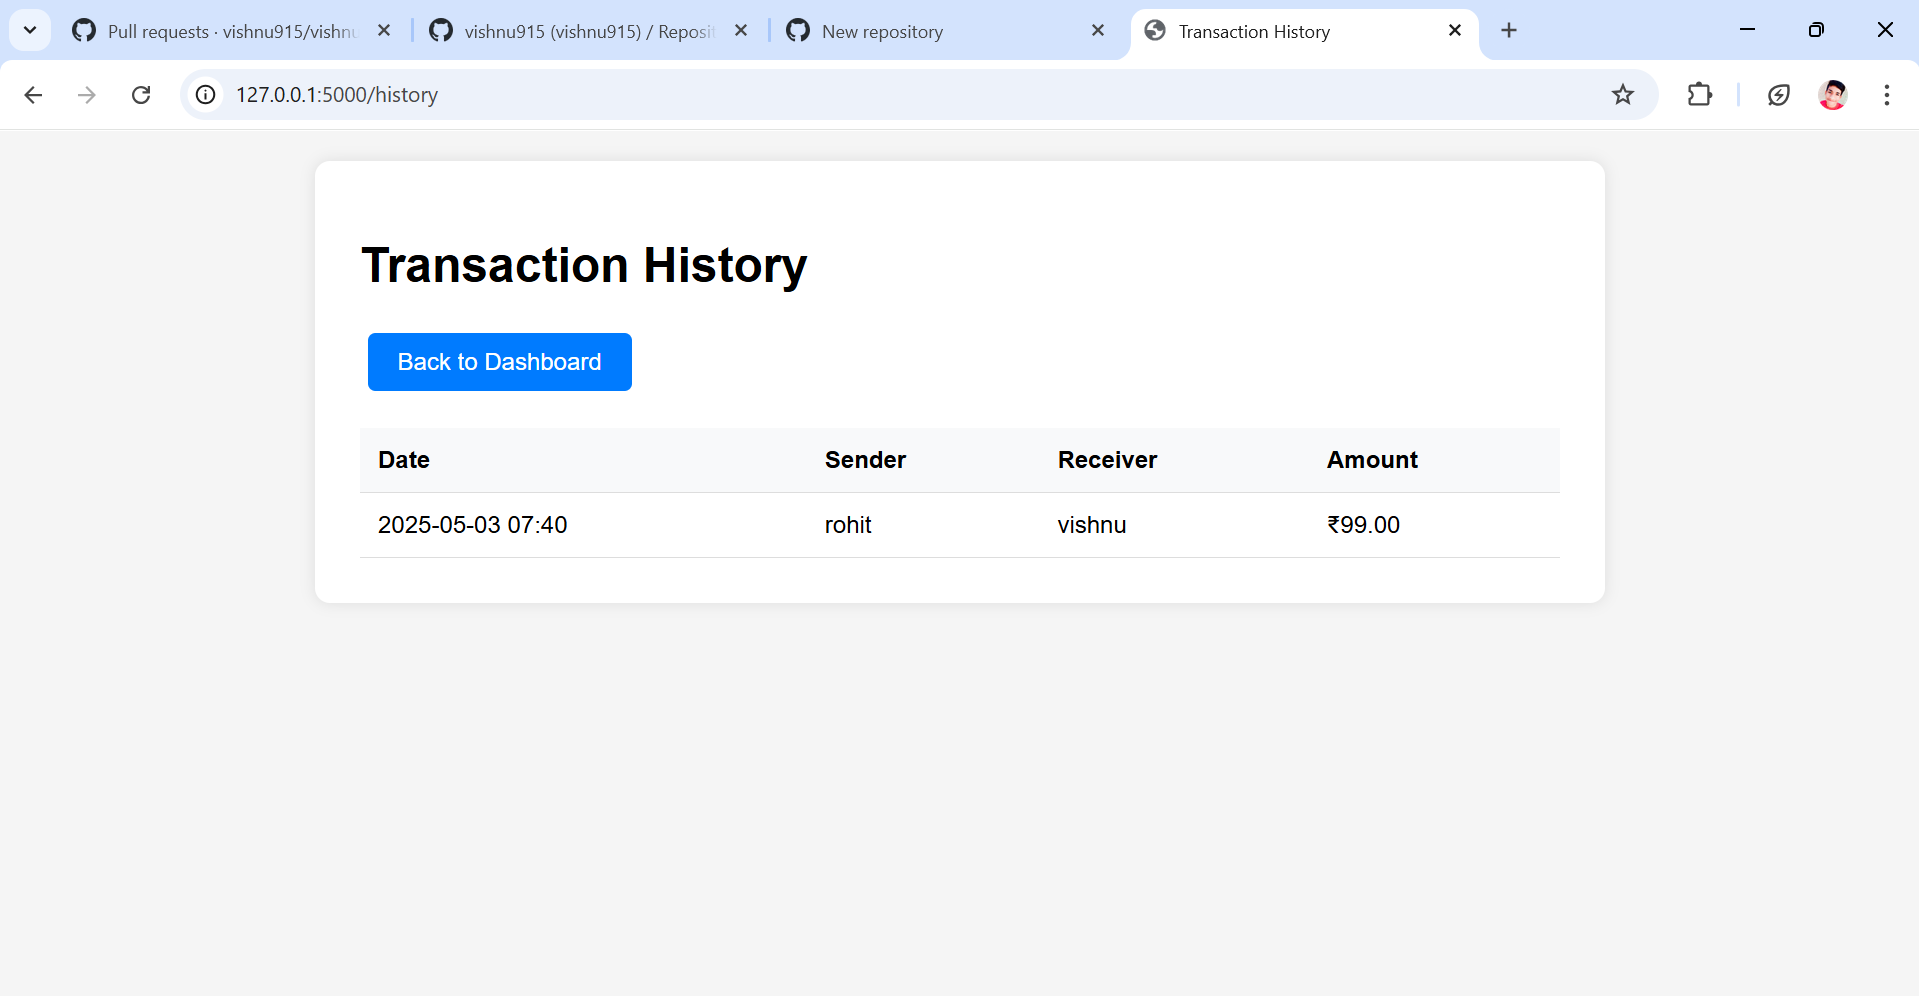 Pull requests · vishnu915/vishnu
vishnu915 (vishnu915) / Reposit
New repository
Transaction History
127.0.0.1:5000/history
Transaction History
Back to Dashboard
Date Sender Receiver Amount
2025-05-03 07:40 rohit vishnu ₹99.00